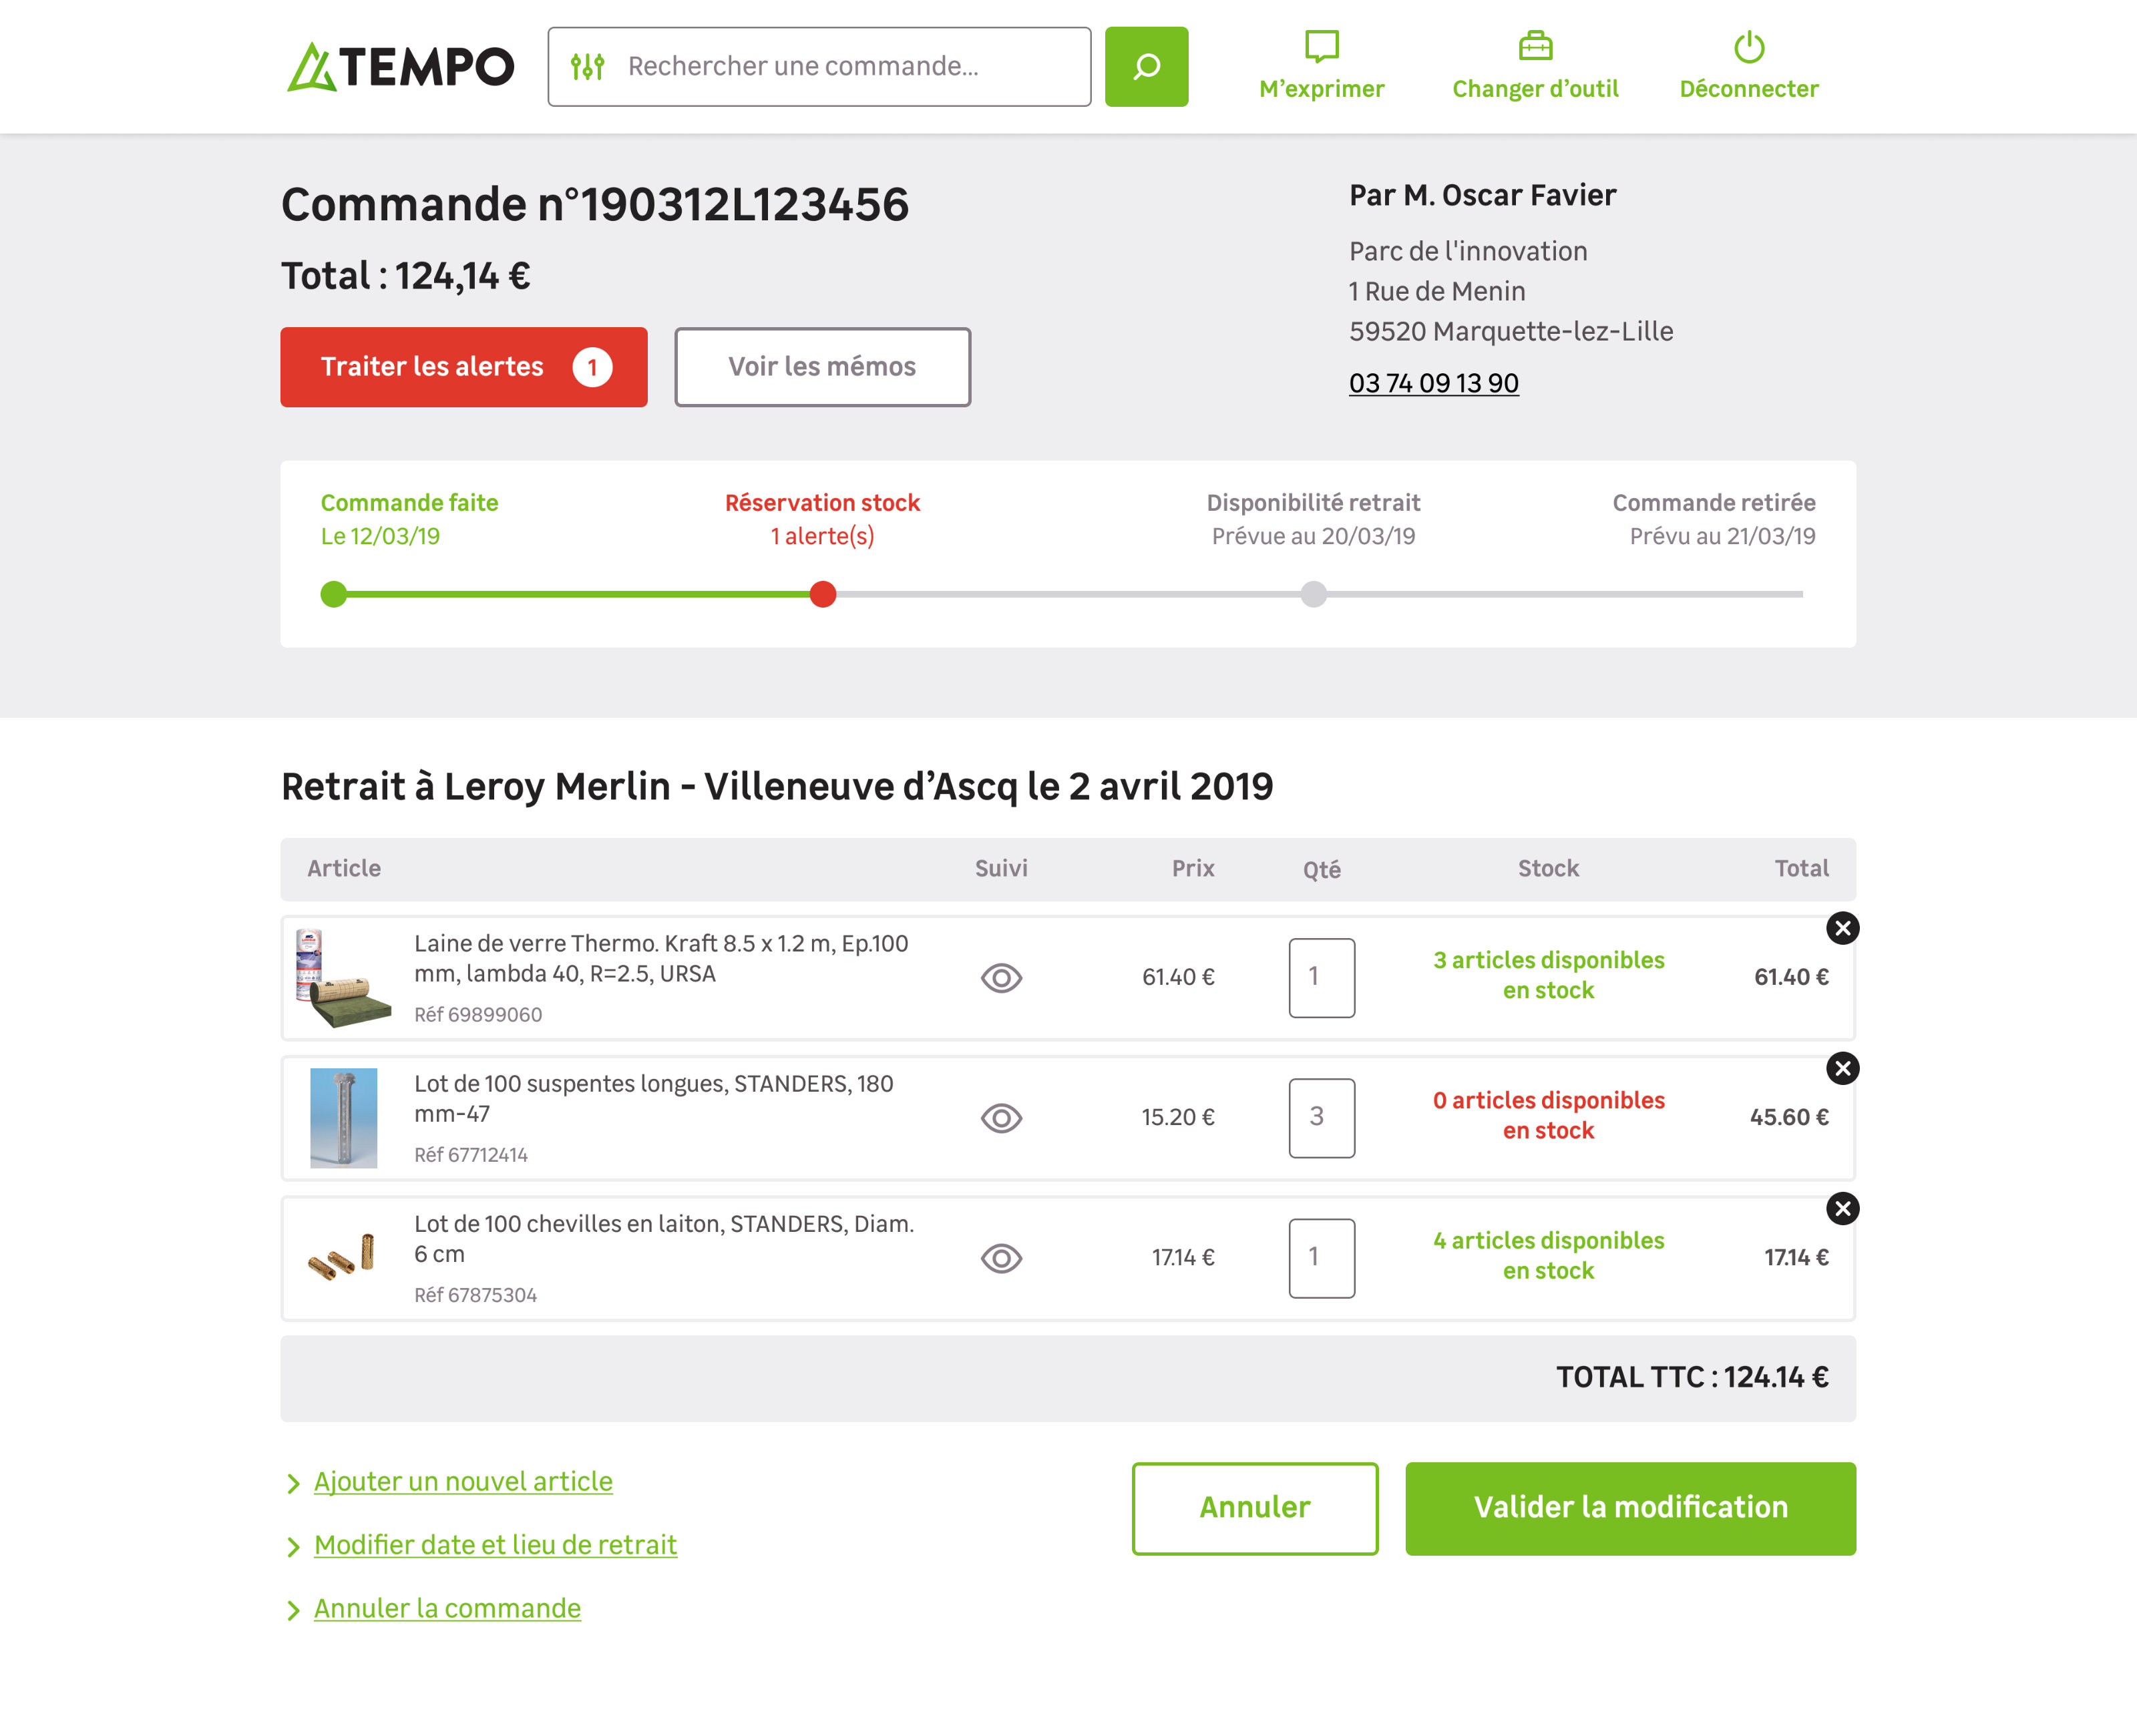 TEMPO
Rechercher une commande...
M’exprimer
Changer d’outil
Déconnecter
Commande n°190312L123456
Total : 124,14 €
Traiter les alertes 1
Voir les mémos
Par M. Oscar Favier
Parc de l'innovation
1 Rue de Menin
59520 Marquette-lez-Lille
03 74 09 13 90
Commande faite
Le 12/03/19
Réservation stock
1 alerte(s)
Disponibilité retrait
Prévue au 20/03/19
Commande retirée
Prévu au 21/03/19
Retrait à Leroy Merlin - Villeneuve d’Ascq le 2 avril 2019
Article Suivi Prix Qté Stock Total
Laine de verre Thermo. Kraft 8.5 x 1.2 m, Ep.100
mm, lambda 40, R=2.5, URSA
Réf 69899060
61.40 €
1
3 articles disponibles
en stock
61.40 €
Lot de 100 suspentes longues, STANDERS, 180
mm-47
Réf 67712414
15.20 €
3
0 articles disponibles
en stock
45.60 €
Lot de 100 chevilles en laiton, STANDERS, Diam.
6 cm
Réf 67875304
17.14 €
1
4 articles disponibles
en stock
17.14 €
TOTAL TTC : 124.14 €
Ajouter un nouvel article
Modifier date et lieu de retrait
Annuler la commande
Annuler
Valider la modification